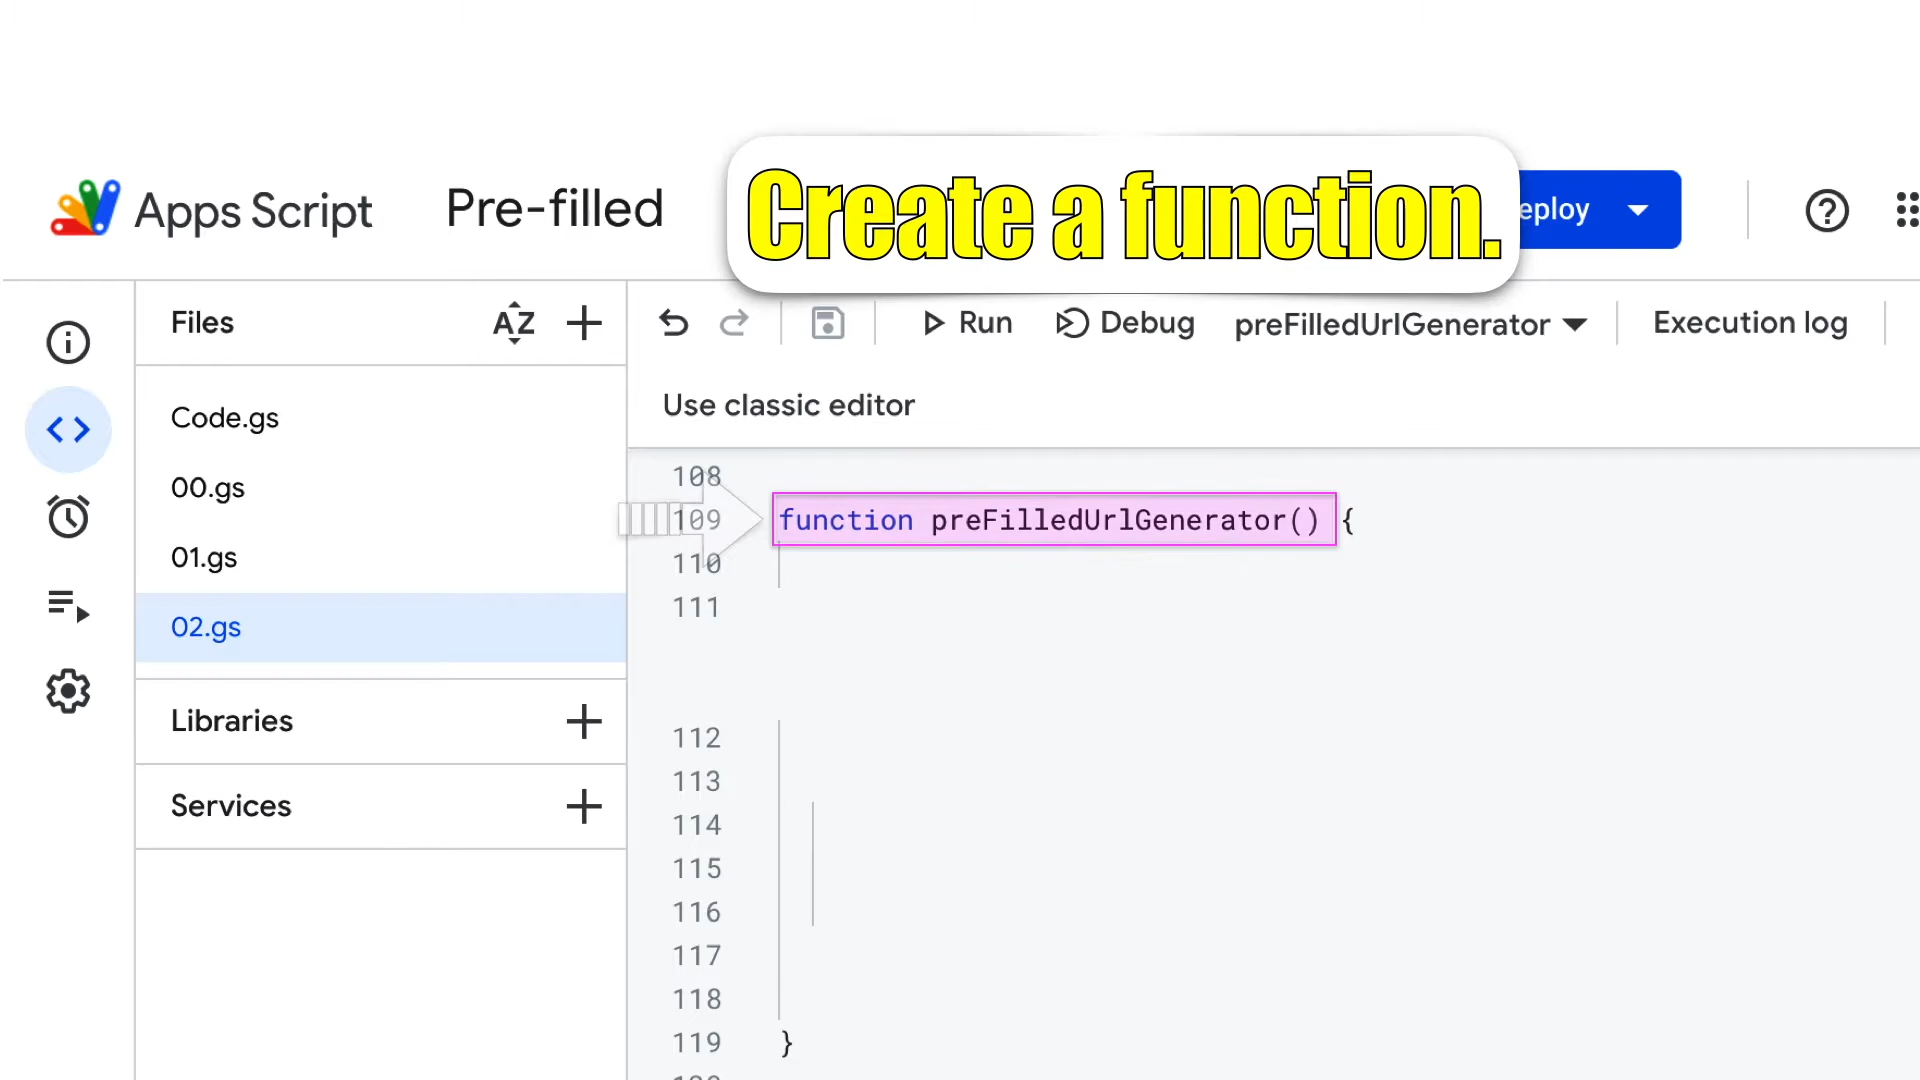 Create a function.
Apps Script
Pre-filled
eploy
Files
AZ
Run
Debug
preFilledUrlGenerator
Execution log
Use classic editor
Code.gs
00.gs
01.gs
02.gs
Libraries
Services
108
109 function preFilledUrlGenerator() {
110
111
112
113
114
115
116
117
118
119 }